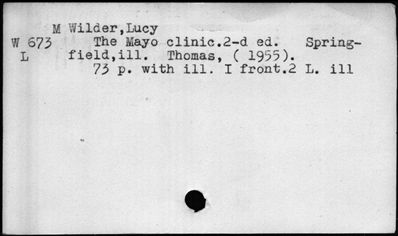 M Wilder,Lucy
W 673 The Mayo clinic.2-d ed. Spring-
L field,ill. Thomas, ( 1955).
73 p. with ill. I front.2 L. ill